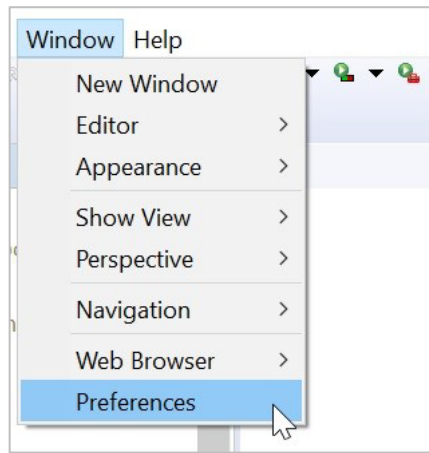 Window Help
New Window
Editor
Appearance
Show View
Perspective
Navigation
Web Browser
Preferences